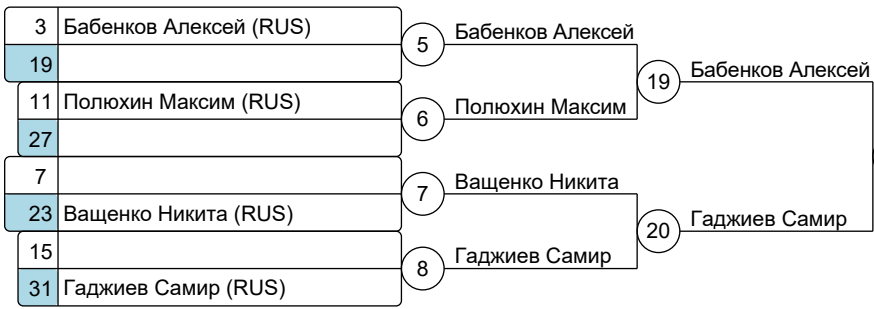 3 Бабенков Алексей (RUS)
5 Бабенков Алексей
19
19 Бабенков Алексей
11 Полюхин Максим (RUS)
6 Полюхин Максим
27
7
7 Ващенко Никита
23 Ващенко Никита (RUS)
20 Гаджиев Самир
15
8 Гаджиев Самир
31 Гаджиев Самир (RUS)